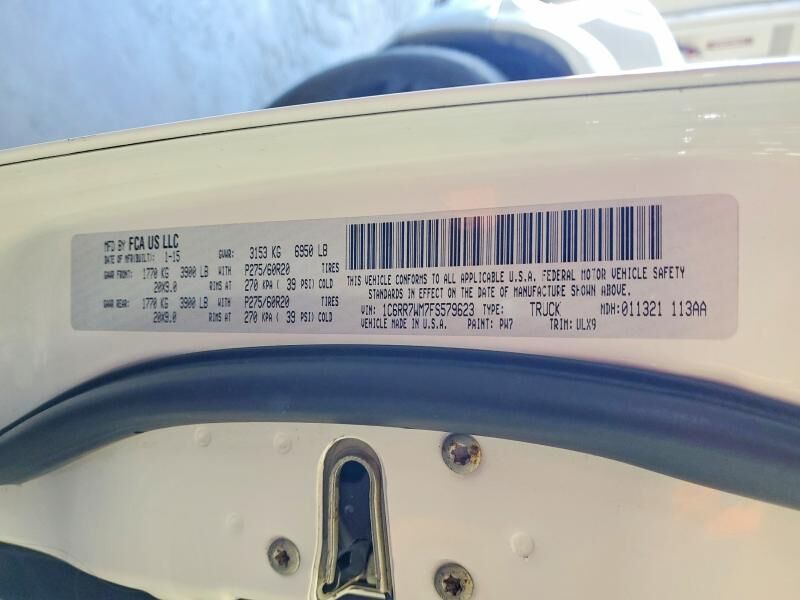 MFD BY FCA US LLC
DATE OF MFR(BUILT): 1-15 GVWR: 3153 KG 6950 LB
GAWR FRONT: 1770 KG 3900 LB WITH P275/60R20 TIRES
20X9.0 RIMS AT 270 KPA ( 39 PSI) COLD
GAWR REAR: 1770 KG 3900 LB WITH P275/60R20 TIRES
20X9.0 RIMS AT 270 KPA ( 39 PSI) COLD
THIS VEHICLE CONFORMS TO ALL APPLICABLE U.S.A. FEDERAL MOTOR VEHICLE SAFETY
STANDARDS IN EFFECT ON THE DATE OF MANUFACTURE SHOWN ABOVE.
VIN: 1C6RR7WM7FS579623 TYPE: TRUCK MDH: 011321 113AA
VEHICLE MADE IN U.S.A. PAINT: PW7 TRIM: ULX9